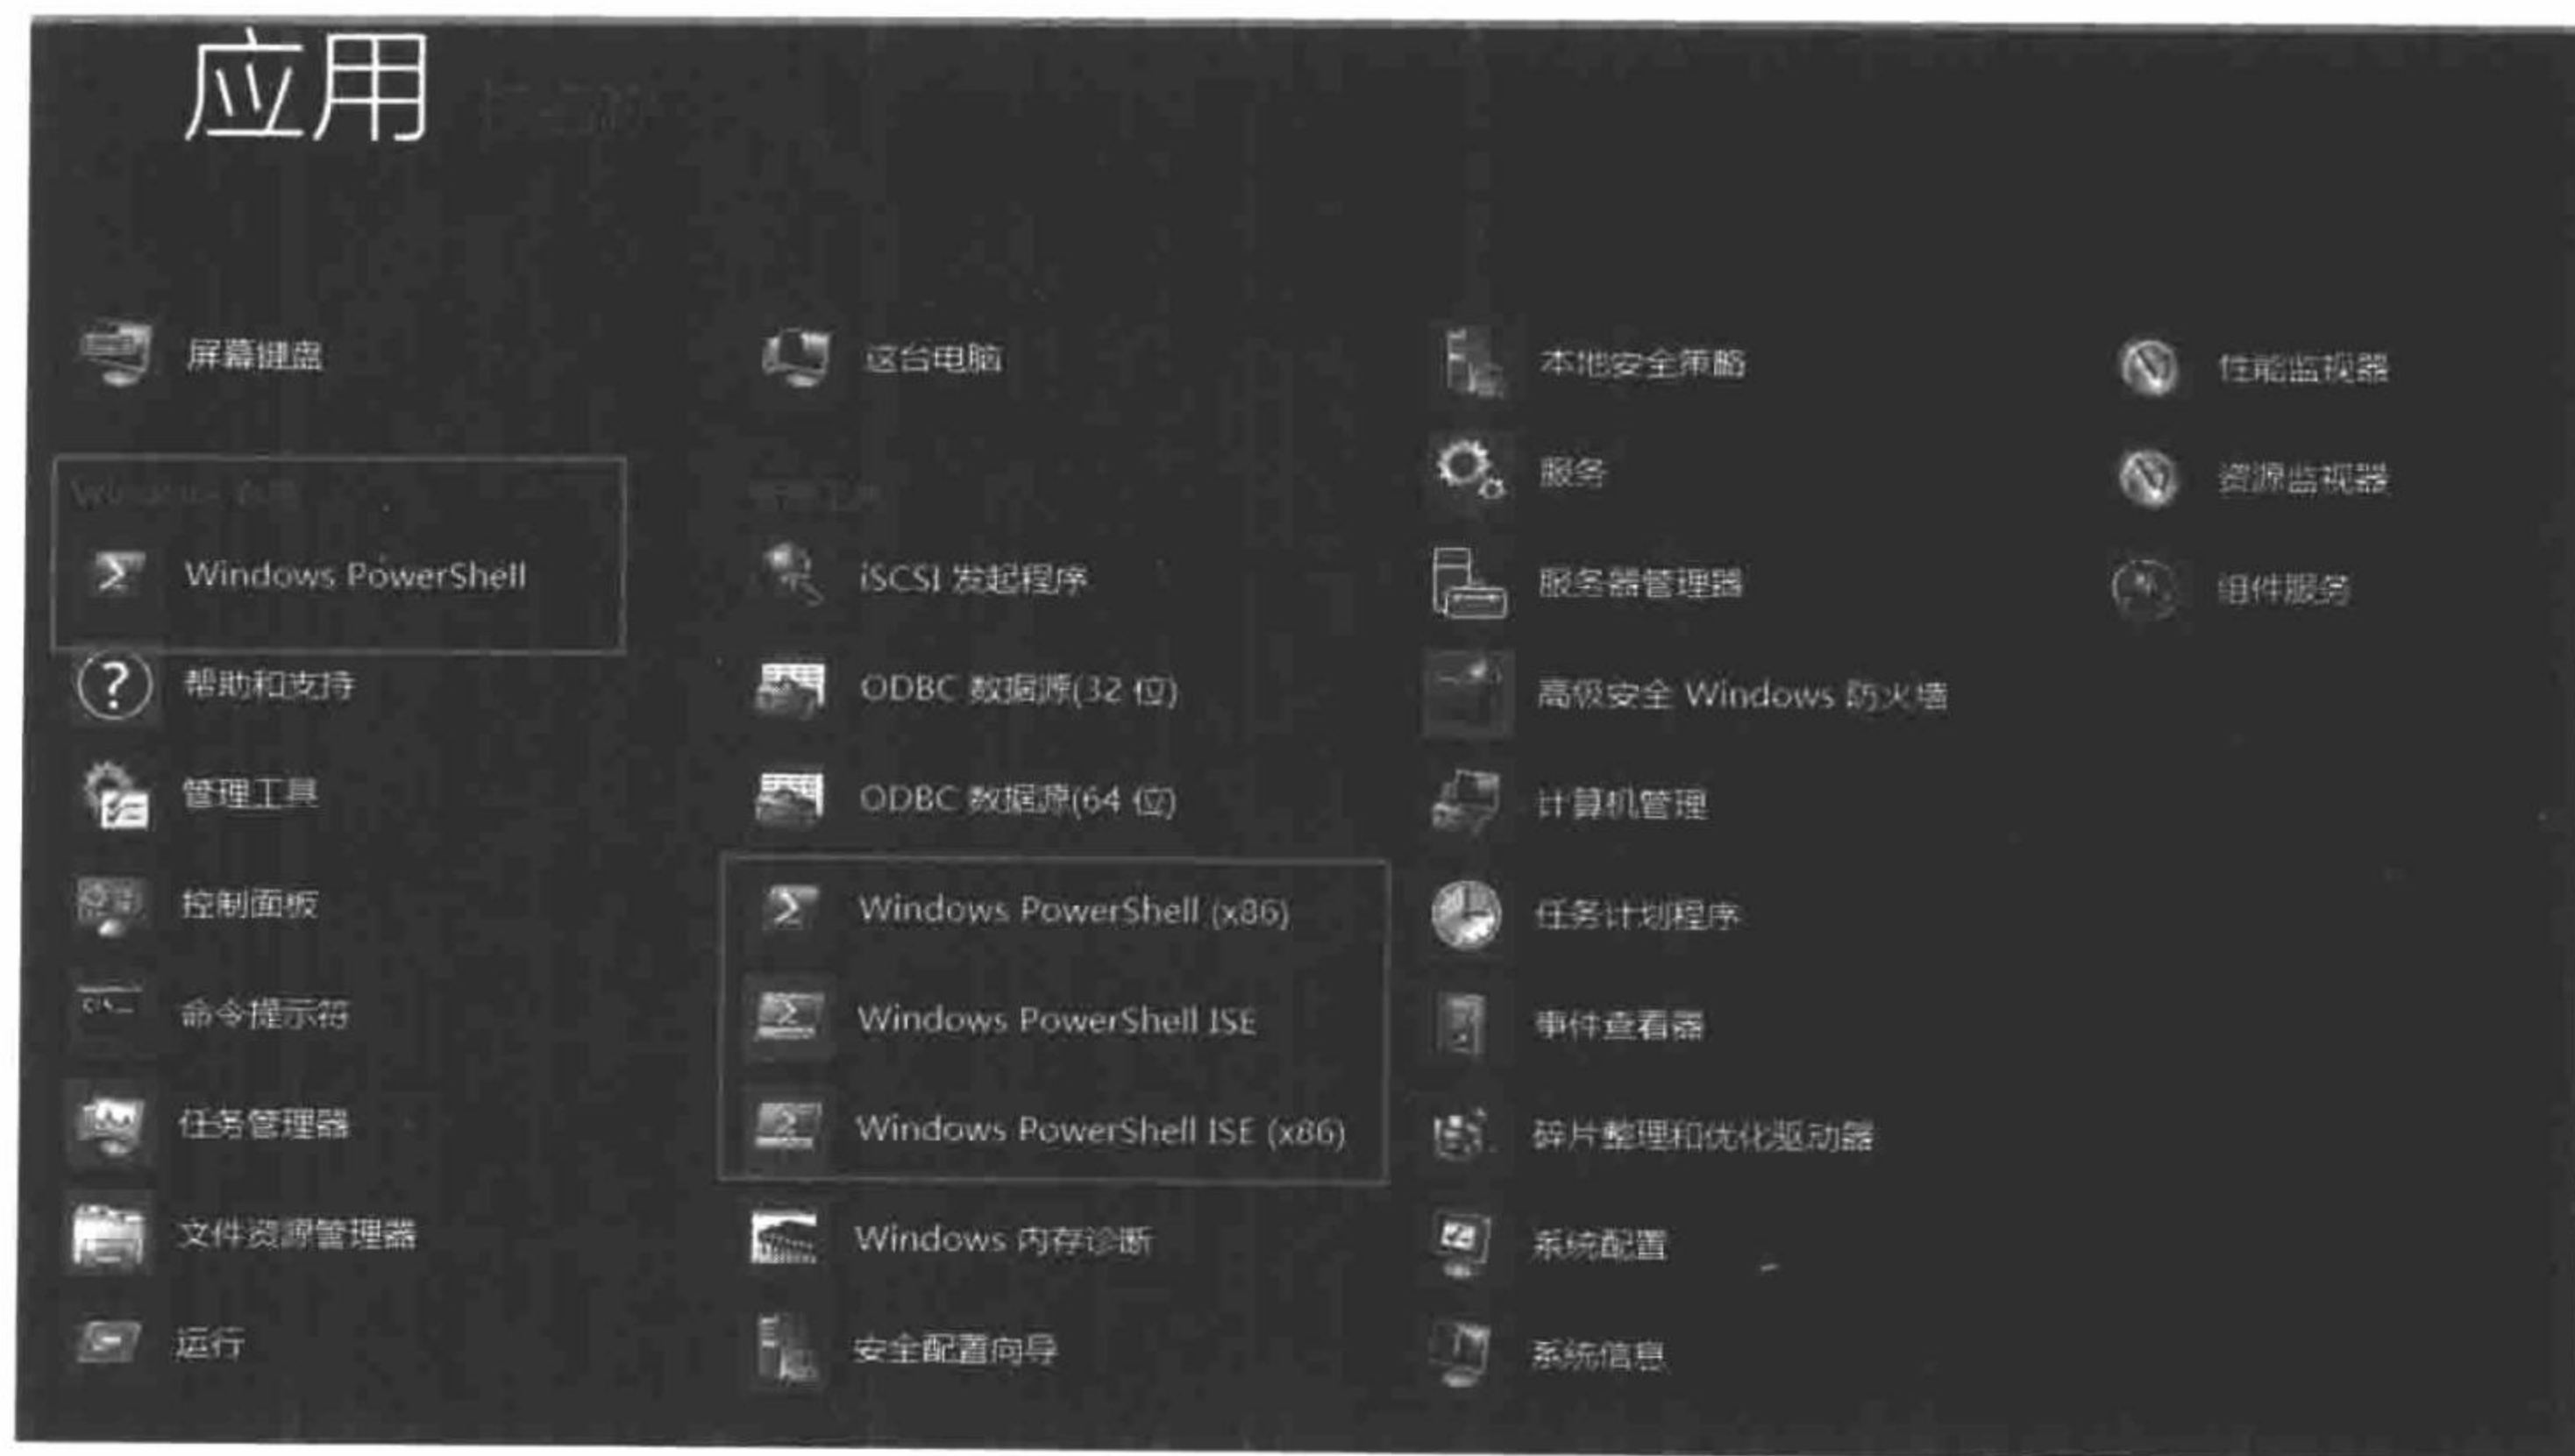 应用
屏幕键盘
Windows
Windows PowerShell
帮助和支持
管理工具
控制面板
命令提示符
任务管理器
文件资源管理器
运行
这台电脑
管理工具
iSCSI 发起程序
ODBC 数据源(32 位)
ODBC 数据源(64 位)
Windows PowerShell (x86)
Windows PowerShell ISE
Windows PowerShell ISE (x86)
Windows 内存诊断
安全配置向导
本地安全策略
服务
服务器管理器
高级安全 Windows 防火墙
计算机管理
任务计划程序
事件查看器
碎片整理和优化驱动器
系统配置
系统信息
性能监视器
资源监视器
组件服务